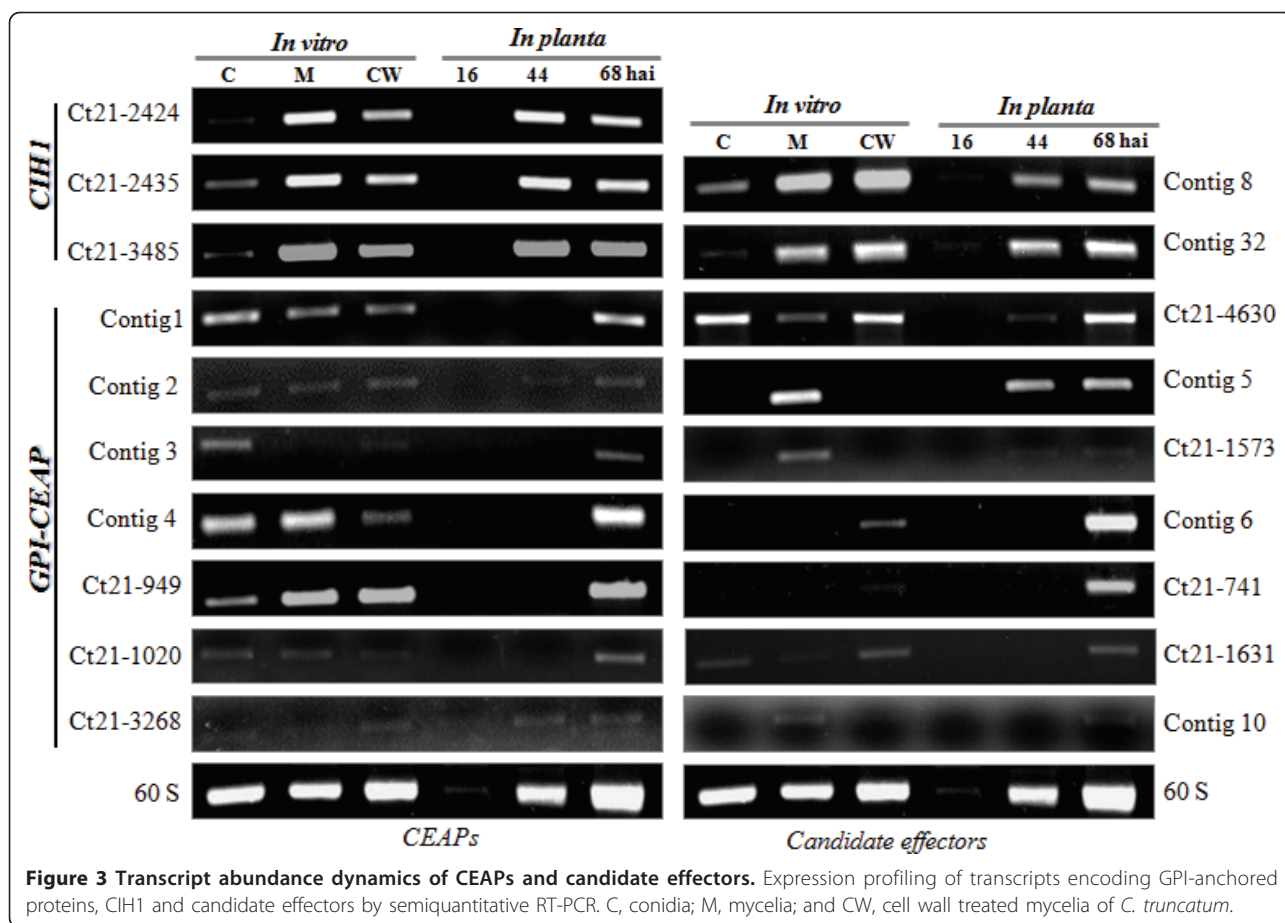 In vitro In planta
C M CW 16 44 68 hai
CIH1
Ct21-2424
Ct21-2435
Ct21-3485
GPI-CEAP
Contig1
Contig 2
Contig 3
Contig 4
Ct21-949
Ct21-1020
Ct21-3268
60 S
CEAPs
In vitro In planta
C M CW 16 44 68 hai
Contig 8
Contig 32
Ct21-4630
Contig 5
Ct21-1573
Contig 6
Ct21-741
Ct21-1631
Contig 10
60 S
Candidate effectors
Figure 3 Transcript abundance dynamics of CEAPs and candidate effectors. Expression profiling of transcripts encoding GPI-anchored
proteins, CIH1 and candidate effectors by semiquantitative RT-PCR. C, conidia; M, mycelia; and CW, cell wall treated mycelia of C. truncatum.